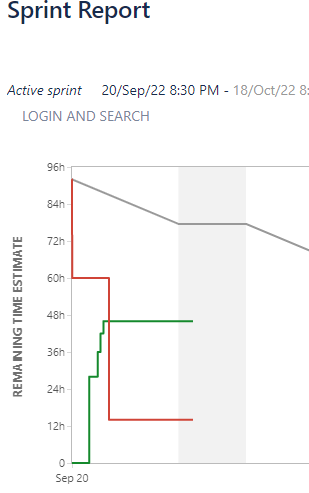 Sprint Report
Active sprint 20/Sep/22 8:30 PM - 18/Oct/22 8:
LOGIN AND SEARCH
96h
84h
72h
60h
48h
36h
24h
12h
0
REMAINING TIME ESTIMATE
Sep 20